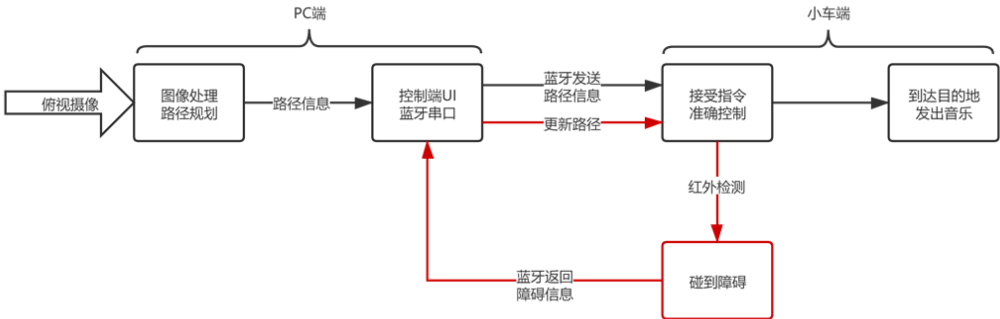 PC端
小车端
俯视摄像
图像处理
路径规划
路径信息
控制端UI
蓝牙串口
蓝牙发送
路径信息
更新路径
接受指令
准确控制
到达目的地
发出音乐
红外检测
碰到障碍
蓝牙返回
障碍信息